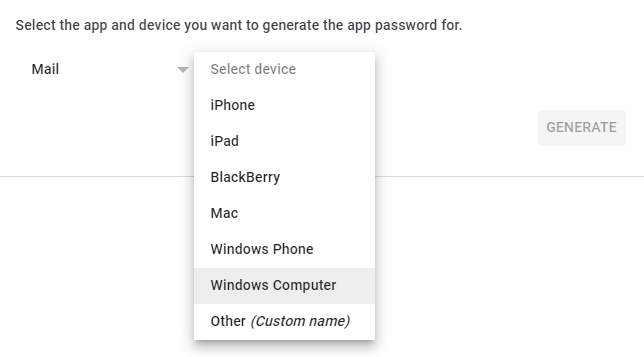 Select the app and device you want to generate the app password for.
Mail
Select device
iPhone
iPad
BlackBerry
Mac
Windows Phone
Windows Computer
Other (Custom name)
GENERATE